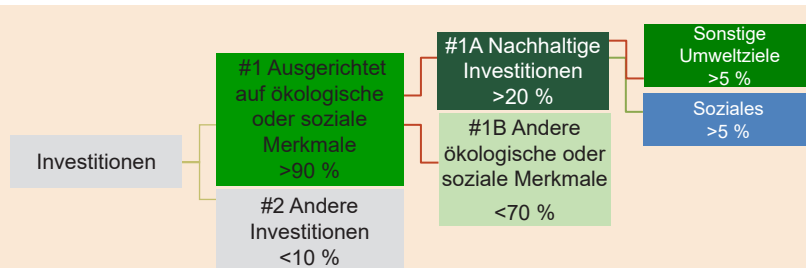 Investitionen
#1 Ausgerichtet
auf ökologische
oder soziale
Merkmale
>90 %
#2 Andere
Investitionen
<10 %
#1A Nachhaltige
Investitionen
>20 %
#1B Andere
ökologische oder
soziale Merkmale
<70 %
Sonstige
Umweltziele
>5 %
Soziales
>5 %